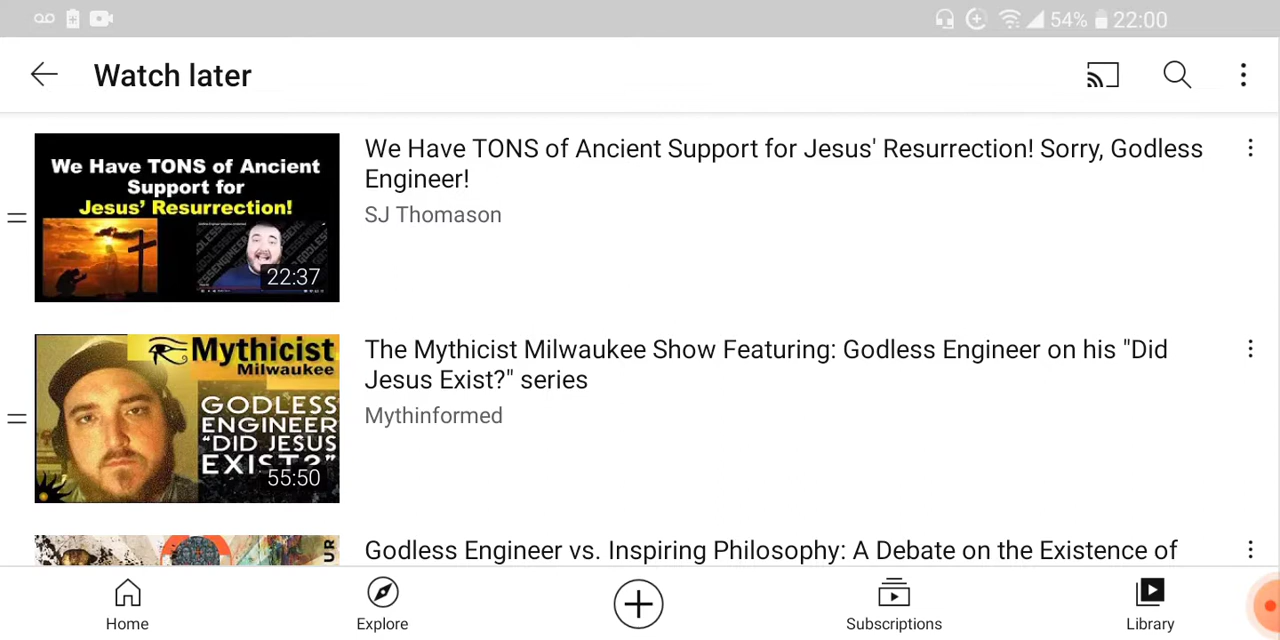 54% 22:00
Watch later
We Have TONS of Ancient
Support for
Jesus' Resurrection!
22:37
We Have TONS of Ancient Support for Jesus' Resurrection! Sorry, Godless
Engineer!
SJ Thomason
Mythicist
Milwaukee
GODLESS
ENGINEER
"DID JESUS
EXIST?"
55:50
The Mythicist Milwaukee Show Featuring: Godless Engineer on his "Did
Jesus Exist?" series
Mythinformed
UR
Godless Engineer vs. Inspiring Philosophy: A Debate on the Existence of
Home
Explore
Subscriptions
Library